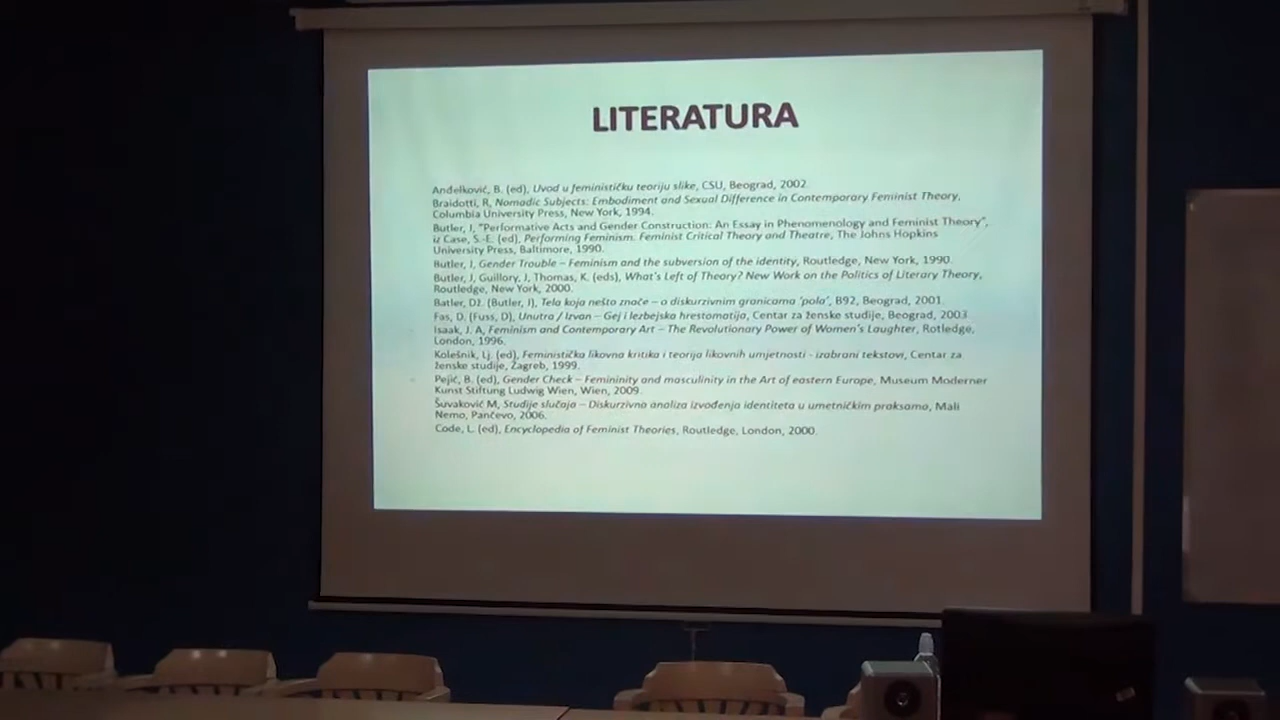 LITERATURA
Anđelković, B. (ed), Uvod u feminističku teoriju slike, CSU, Beograd, 2002.
Braidotti, R, Nomadic Subjects: Embodiment and Sexual Difference in Contemporary Feminist Theory,
Columbia University Press, New York, 1994.
Butler, J, "Performative Acts and Gender Construction: An Essay in Phenomenology and Feminist Theory",
iz Case, S.-E. (ed), Performing Feminism. Feminist Critical Theory and Theatre, The Johns Hopkins
University Press, Baltimore, 1990.
Butler, J, Gender Trouble – Feminism and the subversion of the identity, Routledge, New York, 1990.
Butler, J, Guillory, J, Thomas, K. (eds), What's Left of Theory? New Work on the Politics of Literary Theory,
Routledge, New York, 2000.
Batler, Dž. (Butler, J), Tela koja nešto znače – o diskurzivnim granicama 'pola', B92, Beograd, 2001.
Fas, D. (Fuss, D), Unutra / Izvan – Gej i lezbejska hrestomatija, Centar za ženske studije, Beograd, 2003.
Isaak, J. A, Feminism and Contemporary Art – The Revolutionary Power of Women's Laughter, Rotledge,
London, 1996.
Kolešnik, Lj. (ed), Feministička likovna kritika i teorija likovnih umjetnosti - izabrani tekstovi, Centar za
ženske studije, Zagreb, 1999.
Pejić, B. (ed), Gender Check – Femininity and masculinity in the Art of eastern Europe, Museum Moderner
Kunst Stiftung Ludwig Wien, Wien, 2009.
Šuvaković M, Studije slučaja – Diskurzivna analiza izvođenja identiteta u umetničkim praksama, Mali
Nemo, Pančevo, 2006.
Code, L. (ed), Encyclopedia of Feminist Theories, Routledge, London, 2000.